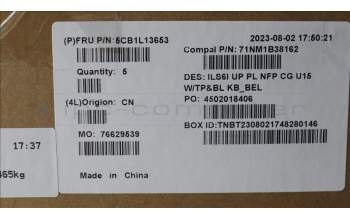 (P)FRU P/N: 5CB1L13653
2023-08-02 17:50:21
Compal P/N: 71NM1B38162
Quantity: 5
DES: ILS6I UP PL NFP CG U15
W/TP&BL KB_BEL
(4L)Origion: CN
PO: 4502018406
BOX ID:TNBT2308021748280146
MO: 76629539
17:37
Made in China
65kg